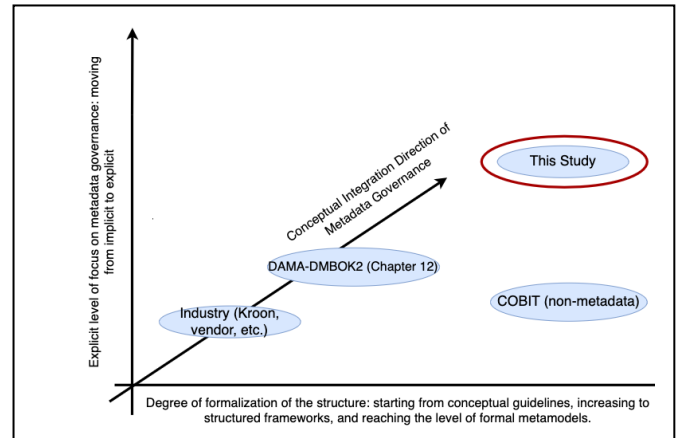 Explicit level of focus on metadata governance: moving
from implicit to explicit
Conceptual Integration Direction of
Metadata Governance
This Study
DAMA-DMBOK2 (Chapter 12)
COBIT (non-metadata)
Industry (Kroon,
vendor, etc.)
Degree of formalization of the structure: starting from conceptual guidelines, increasing to
structured frameworks, and reaching the level of formal metamodels.